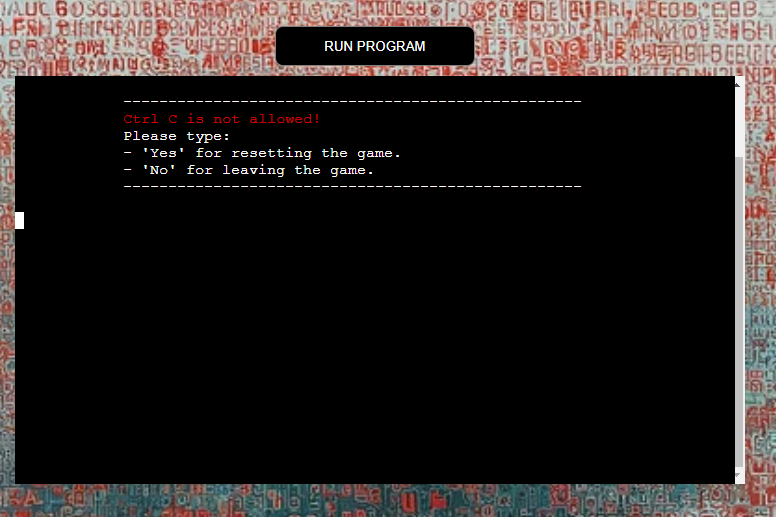 RUN PROGRAM
---------------------------------------------------
Ctrl C is not allowed!
Please type:
- 'Yes' for resetting the game.
- 'No' for leaving the game.
---------------------------------------------------